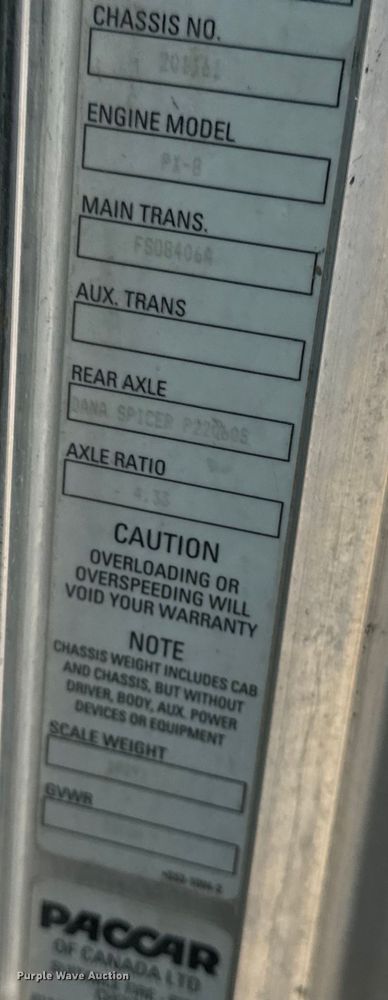 CHASSIS NO.
ENGINE MODEL
PX-8
MAIN TRANS.
FS08406A
AUX. TRANS
REAR AXLE
DANA SPICER P22060S
AXLE RATIO
4.33
CAUTION
OVERLOADING OR
OVERSPEEDING WILL
VOID YOUR WARRANTY
NOTE
CHASSIS WEIGHT INCLUDES CAB
AND CHASSIS, BUT WITHOUT
DRIVER, BODY, AUX. POWER
DEVICES OR EQUIPMENT
SCALE WEIGHT
GVWR
PACCAR
OF CANADA LTD
Purple Wave Auction